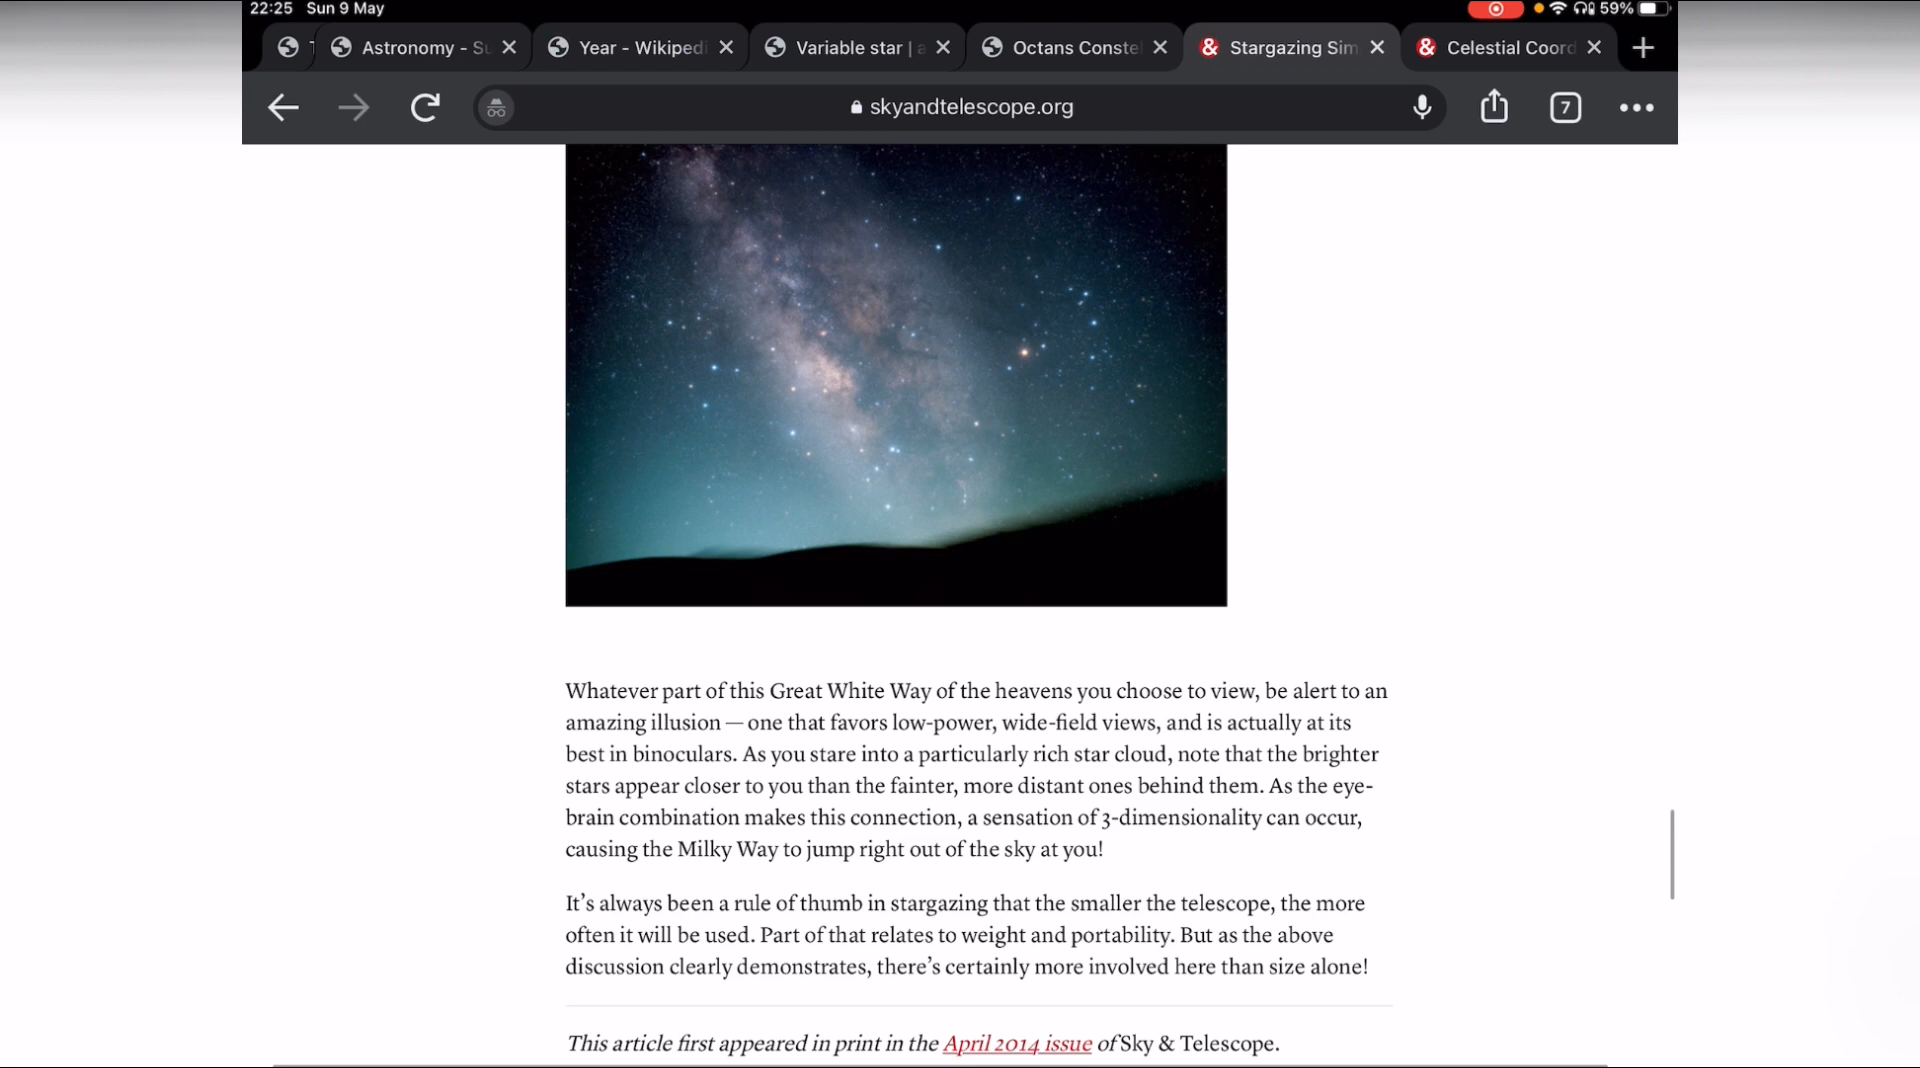 22:25 Sun 9 May
59%
Astronomy - Su
Year - Wikipedi
Variable star | a
Octans Conste
Stargazing Sim
Celestial Coord
skyandtelescope.org
7
Whatever part of this Great White Way of the heavens you choose to view, be alert to an
amazing illusion — one that favors low-power, wide-field views, and is actually at its
best in binoculars. As you stare into a particularly rich star cloud, note that the brighter
stars appear closer to you than the fainter, more distant ones behind them. As the eye-
brain combination makes this connection, a sensation of 3-dimensionality can occur,
causing the Milky Way to jump right out of the sky at you!
It’s always been a rule of thumb in stargazing that the smaller the telescope, the more
often it will be used. Part of that relates to weight and portability. But as the above
discussion clearly demonstrates, there’s certainly more involved here than size alone!
This article first appeared in print in the April 2014 issue of Sky & Telescope.